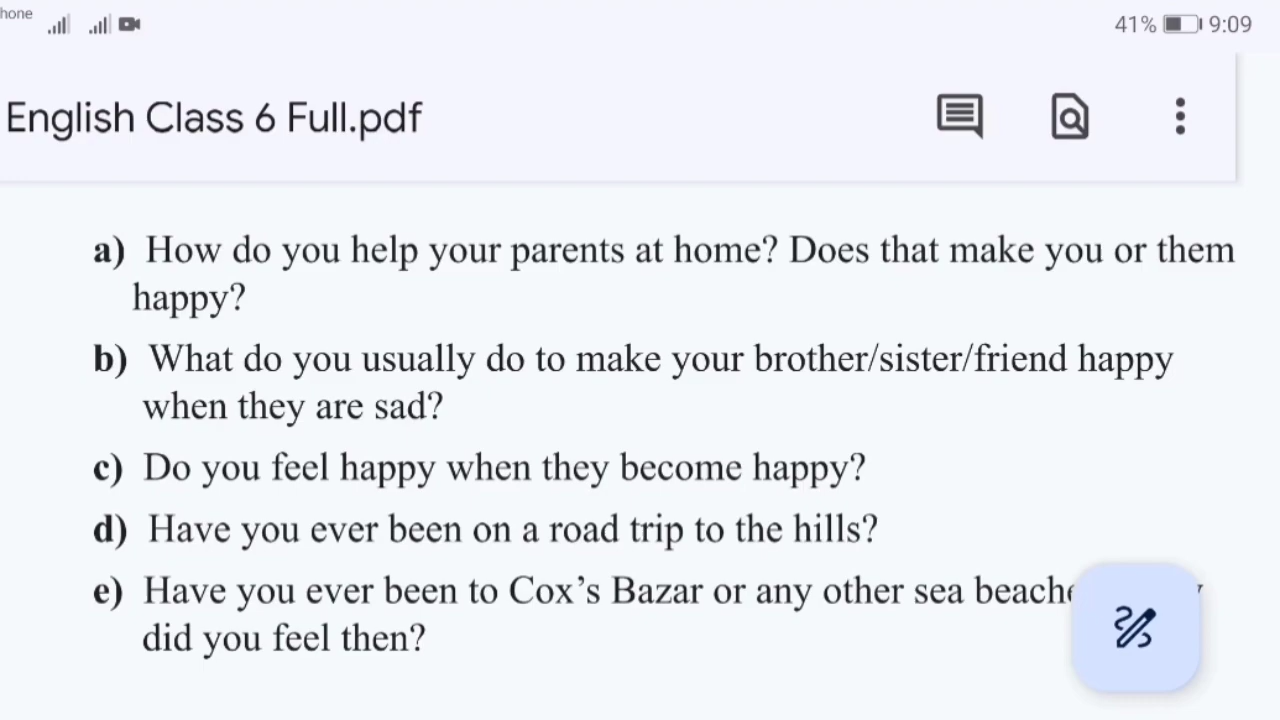 hone
41% 9:09
English Class 6 Full.pdf
a) How do you help your parents at home? Does that make you or them
happy?
b) What do you usually do to make your brother/sister/friend happy
when they are sad?
c) Do you feel happy when they become happy?
d) Have you ever been on a road trip to the hills?
e) Have you ever been to Cox’s Bazar or any other sea
did you feel then?